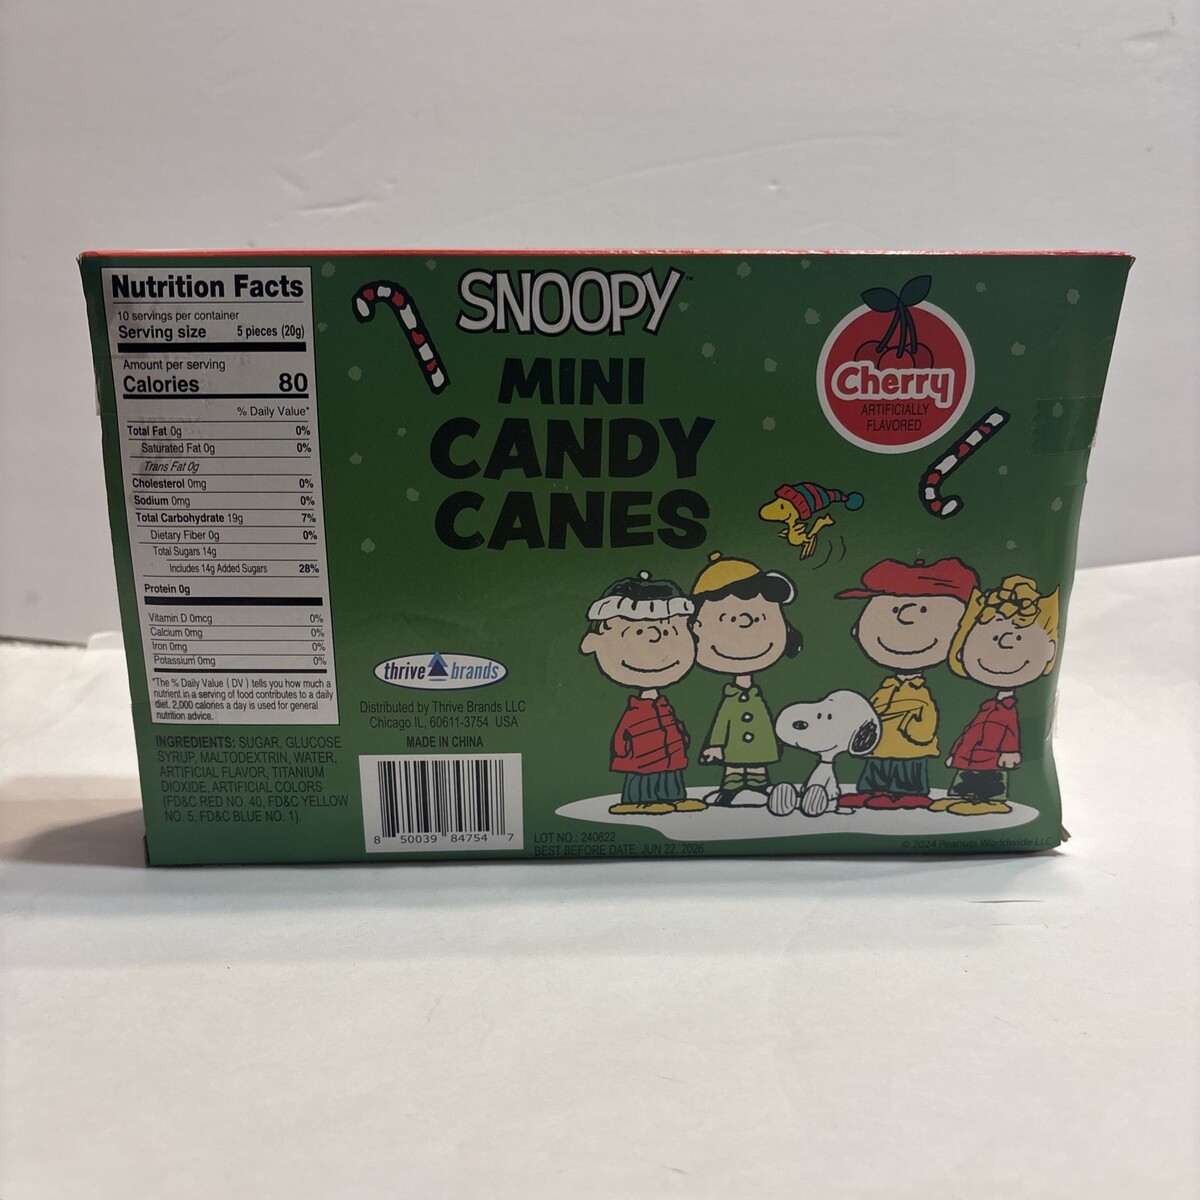 Nutrition Facts
10 servings per container
Serving size 5 pieces (20g)
Amount per serving
Calories 80
% Daily Value*
Total Fat 0g 0%
Saturated Fat 0g 0%
Trans Fat 0g
Cholesterol 0mg 0%
Sodium 0mg 0%
Total Carbohydrate 19g 7%
Dietary Fiber 0g 0%
Total Sugars 14g
Includes 14g Added Sugars 28%
Protein 0g
Vitamin D 0mcg 0%
Calcium 0mg 0%
Iron 0mg 0%
Potassium 0mg 0%
*The % Daily Value ( DV ) tells you how much a
nutrient in a serving of food contributes to a daily
diet. 2,000 calories a day is used for general
nutrition advice.
INGREDIENTS: SUGAR, GLUCOSE
SYRUP, MALTODEXTRIN, WATER,
ARTIFICIAL FLAVOR, TITANIUM
DIOXIDE, ARTIFICIAL COLORS
(FD&C RED NO. 40, FD&C YELLOW
NO. 5, FD&C BLUE NO. 1).
SNOOPY™
MINI
CANDY
CANES
Cherry
ARTIFICIALLY
FLAVORED
thrive brands
Distributed by Thrive Brands LLC
Chicago IL, 60611-3754 USA
MADE IN CHINA
8 50039 84754 7
LOT NO.: 240622
BEST BEFORE DATE: JUN 22, 2026
© 2024 Peanuts Worldwide LLC